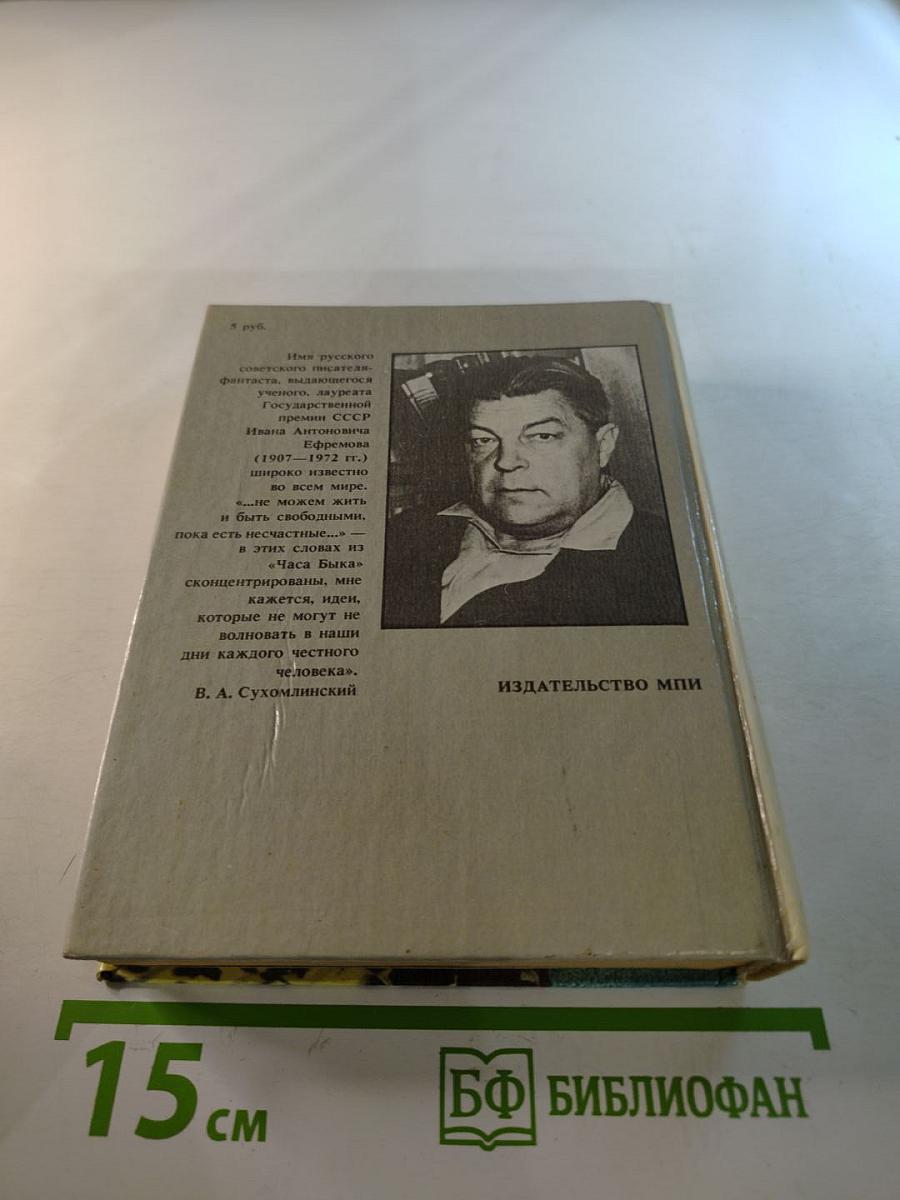 5 руб.
Имя русского
советского писателя-
фантаста, выдающегося
ученого, лауреата
Государственной
премии СССР
Ивана Антоновича
Ефремова
(1907—1972 гг.)
широко известно
во всем мире.
«...не можем жить
и быть свободными,
пока есть несчастные...» —
в этих словах из
«Часа Быка»
сконцентрированы, мне
кажется, идеи,
которые не могут не
волновать в наши
дни каждого честного
человека».
В. А. Сухомлинский
ИЗДАТЕЛЬСТВО МПИ
15 см
БФ БИБЛИОФАН